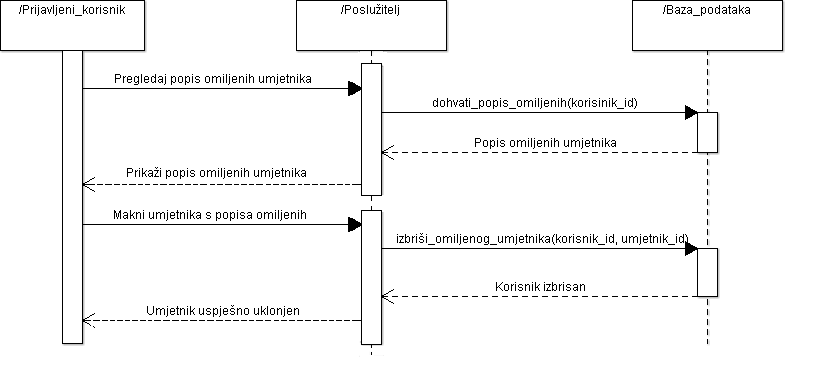 /Prijavljeni_korisnik
/Poslužitelj
/Baza_podataka
Pregledaj popis omiljenih umjetnika
dohvati_popis_omiljenih(korisinik_id)
Popis omiljenih umjetnika
Prikaži popis omiljenih umjetnika
Makni umjetnika s popisa omiljenih
izbriši_omiljenog_umjetnika(korisnik_id, umjetnik_id)
Korisnik izbrisan
Umjetnik uspješno uklonjen